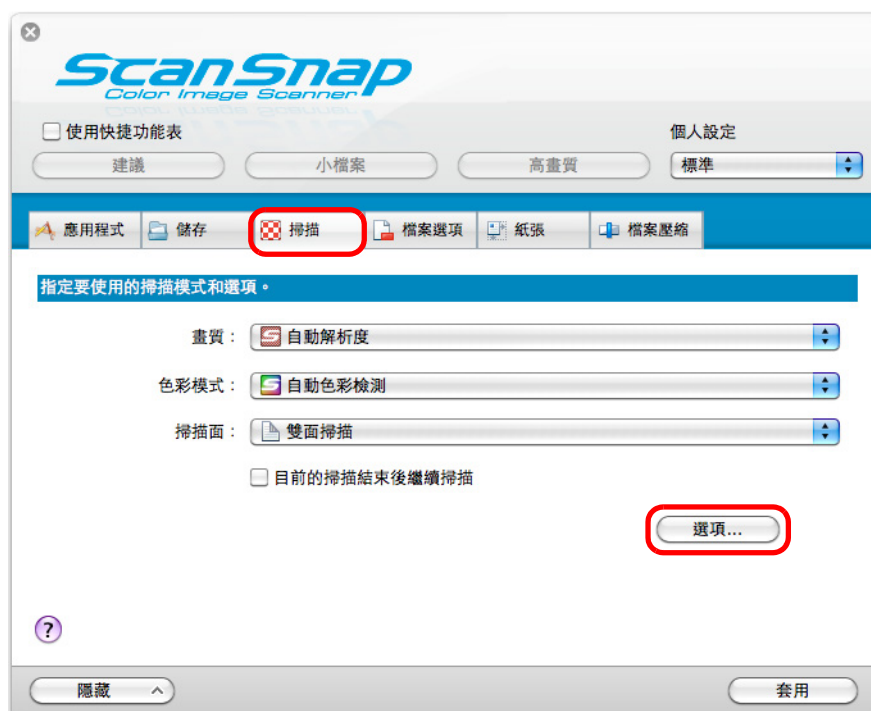 ScanSnap
Color Image Scanner
使用快捷功能表
個人設定
建議 小檔案 高畫質 標準
應用程式 儲存 掃描 檔案選項 紙張 檔案壓縮
指定要使用的掃描模式和選項。
畫質： 自動解析度
色彩模式： 自動色彩檢測
掃描面： 雙面掃描
目前的掃描結束後繼續掃描
選項...
?
隱藏 套用